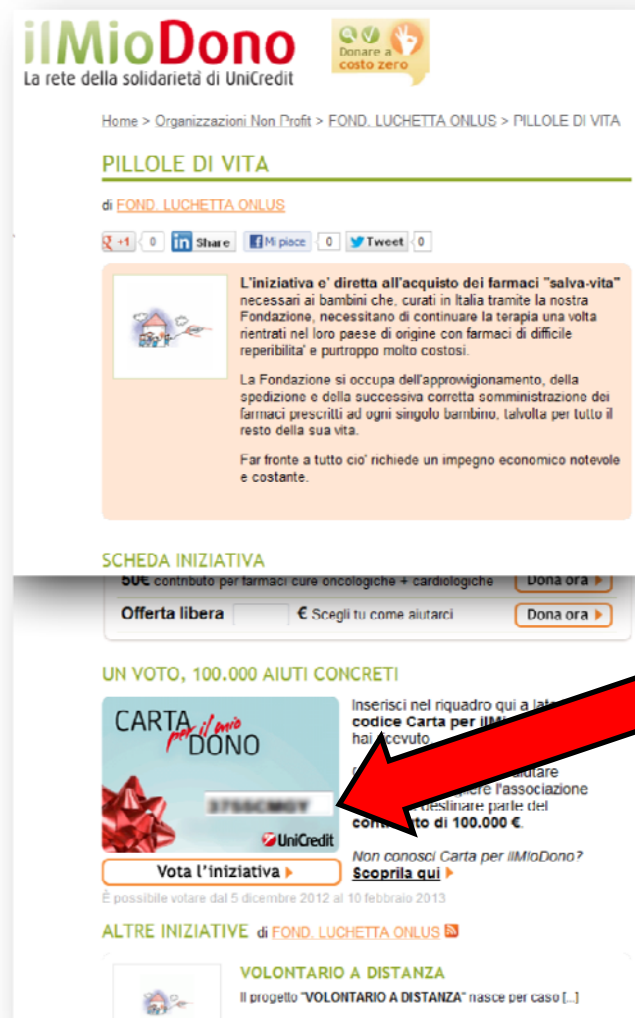 ilMioDono
La rete della solidarietà di UniCredit
Donare a
costo zero
Home > Organizzazioni Non Profit > FOND. LUCHETTA ONLUS > PILLOLE DI VITA
PILLOLE DI VITA
di FOND. LUCHETTA ONLUS
+1 0 in Share f Mi piace 0 Tweet 0
L'iniziativa e' diretta all'acquisto dei farmaci "salva-vita"
necessari ai bambini che, curati in Italia tramite la nostra
Fondazione, necessitano di continuare la terapia una volta
rientrati nel loro paese di origine con farmaci di difficile
reperibilita' e purtroppo molto costosi.
La Fondazione si occupa dell'approvvigionamento, della
spedizione e della successiva corretta somministrazione dei
farmaci prescritti ad ogni singolo bambino, talvolta per tutto il
resto della sua vita.
Far fronte a tutto cio' richiede un impegno economico notevole
e costante.
SCHEDA INIZIATIVA
50€ contributo per farmaci cure oncologiche + cardiologiche Dona ora
Offerta libera € Scegli tu come aiutarci Dona ora
UN VOTO, 100.000 AIUTI CONCRETI
CARTA per il mio DONO
UniCredit
Vota l'iniziativa
Inserisci nel riquadro qui a
codice Carta per
hai
l'associazione
destinare parte del
di 100.000 €.
Non conosci Carta per ilMioDono?
Scoprila qui
È possibile votare dal 5 dicembre 2012 al 10 febbraio 2013
ALTRE INIZIATIVE di FOND. LUCHETTA ONLUS
VOLONTARIO A DISTANZA
Il progetto "VOLONTARIO A DISTANZA" nasce per caso [...]